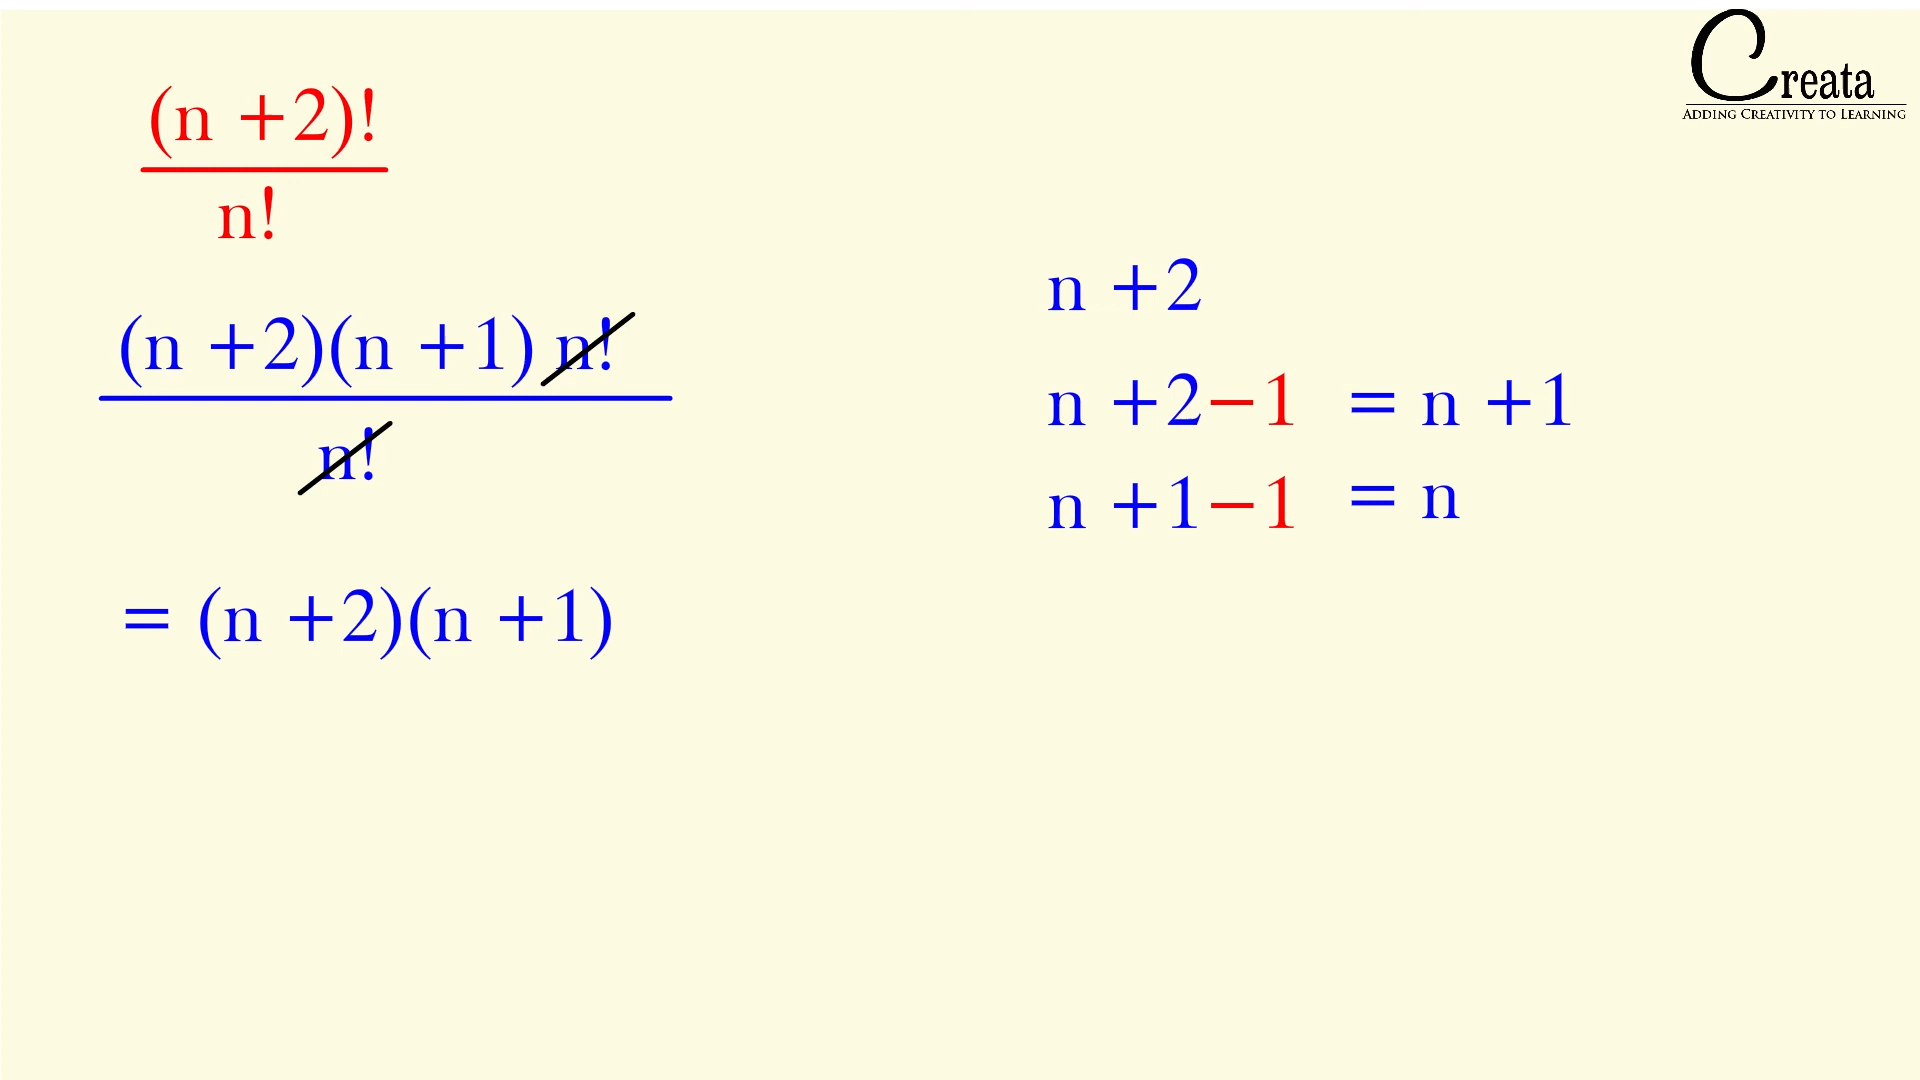 Creata
ADDING CREATIVITY TO LEARNING
(n +2)!
n!
(n +2)(n +1) n!
n!
= (n +2)(n +1)
n +2
n +2−1 = n +1
n +1−1 = n